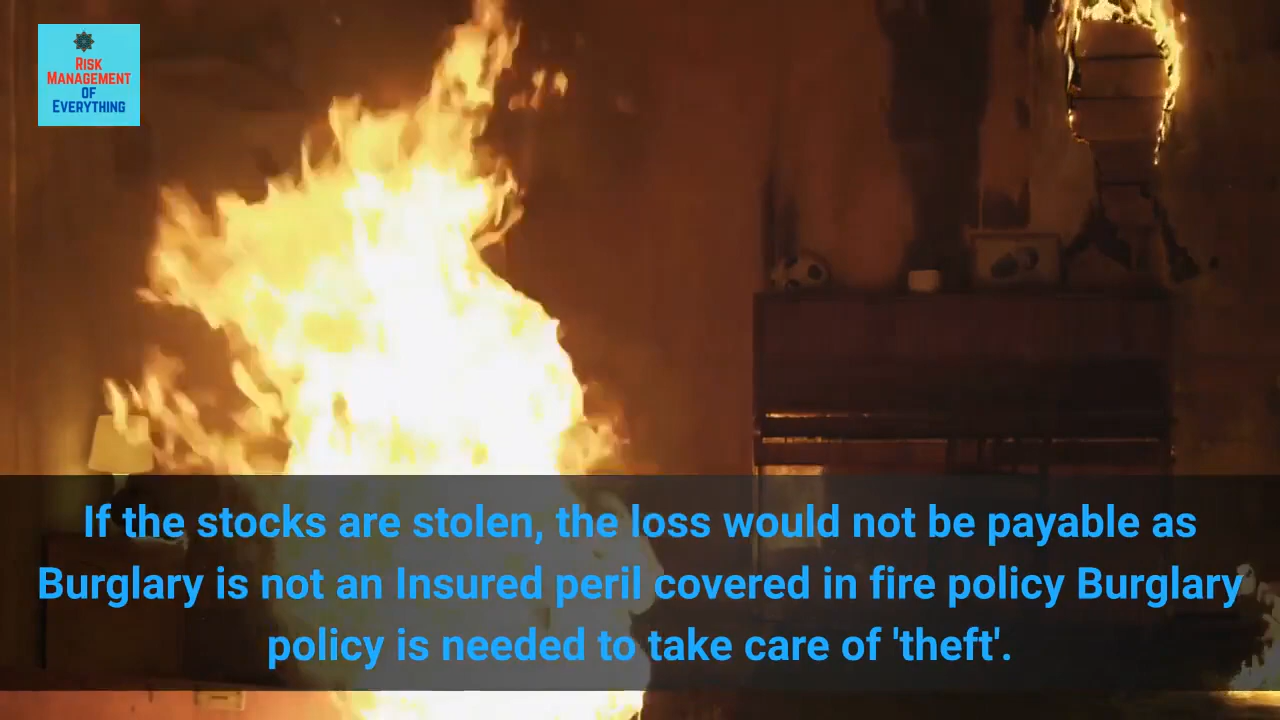 RISK
MANAGEMENT
OF
EVERYTHING
If the stocks are stolen, the loss would not be payable as
Burglary is not an Insured peril covered in fire policy Burglary
policy is needed to take care of 'theft'.